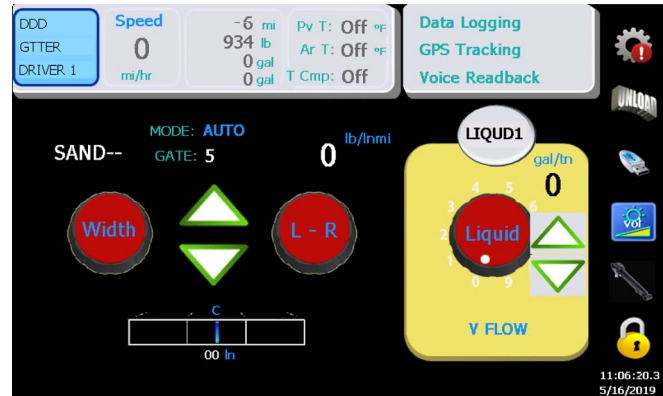 DDD
GTTER
DRIVER 1
Speed
0
mi/hr
-6 mi
934 lb
0 gal
0 gal
Pv T: Off °F
Ar T: Off °F
T Cmp: Off
Data Logging
GPS Tracking
Voice Readback
UNLOAD
MODE: AUTO
SAND-- GATE: 5
0 lb/lnmi
Width
L - R
C
00 In
LIQUD1
gal/tn
0
4 5
3 6
2
1
0 9
Liquid
V FLOW
Vol
11:06:20.3
5/16/2019